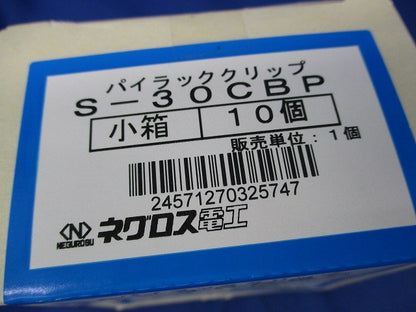 パイラッククリップ
S－３０CBP
小箱 １０個
販売単位：１個
24571270325747
N
NEGUROSU
ネグロス電工